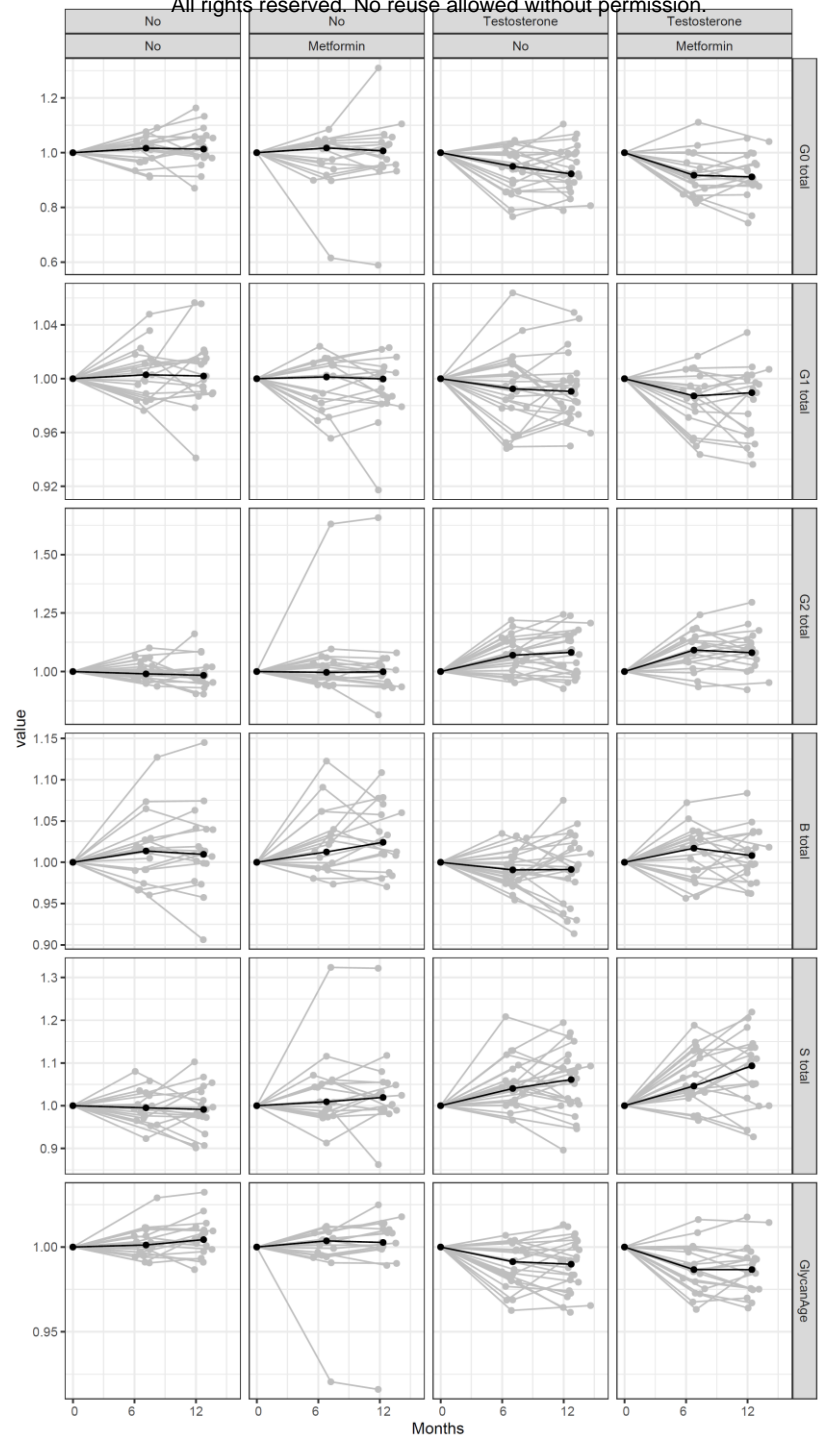 All rights reserved. No reuse allowed without permission.
No No Testosterone Testosterone
No Metformin No Metformin
1.2
1.0
0.8
0.6
G0 total
1.04
1.00
0.96
0.92
G1 total
1.50
1.25
1.00
G2 total
value
1.15
1.10
1.05
1.00
0.95
0.90
B total
1.3
1.2
1.1
1.0
0.9
S total
1.00
0.95
GlycanAge
0 6 12 0 6 12 0 6 12 0 6 12
Months